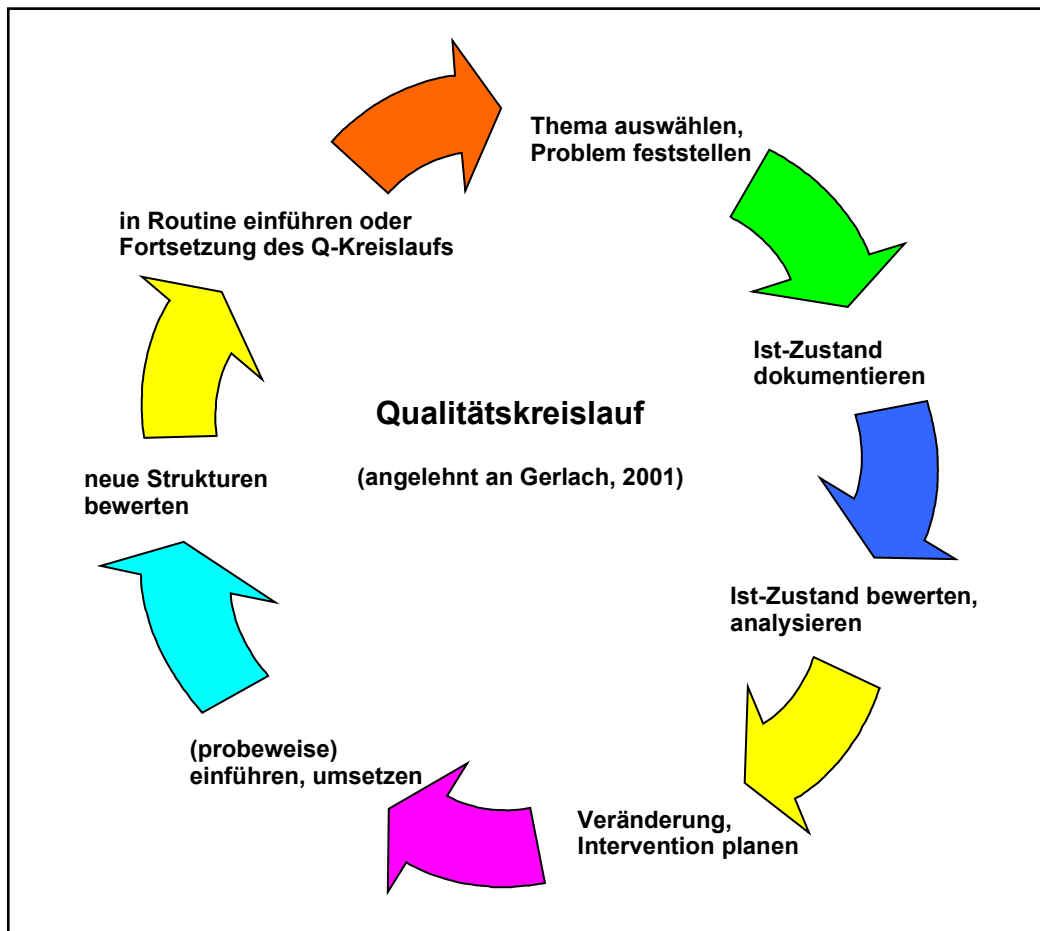 Thema auswählen,
Problem feststellen
Ist-Zustand
dokumentieren
Ist-Zustand bewerten,
analysieren
Veränderung,
Intervention planen
(probeweise)
einführen, umsetzen
neue Strukturen
bewerten
in Routine einführen oder
Fortsetzung des Q-Kreislaufs
Qualitätskreislauf
(angelehnt an Gerlach, 2001)